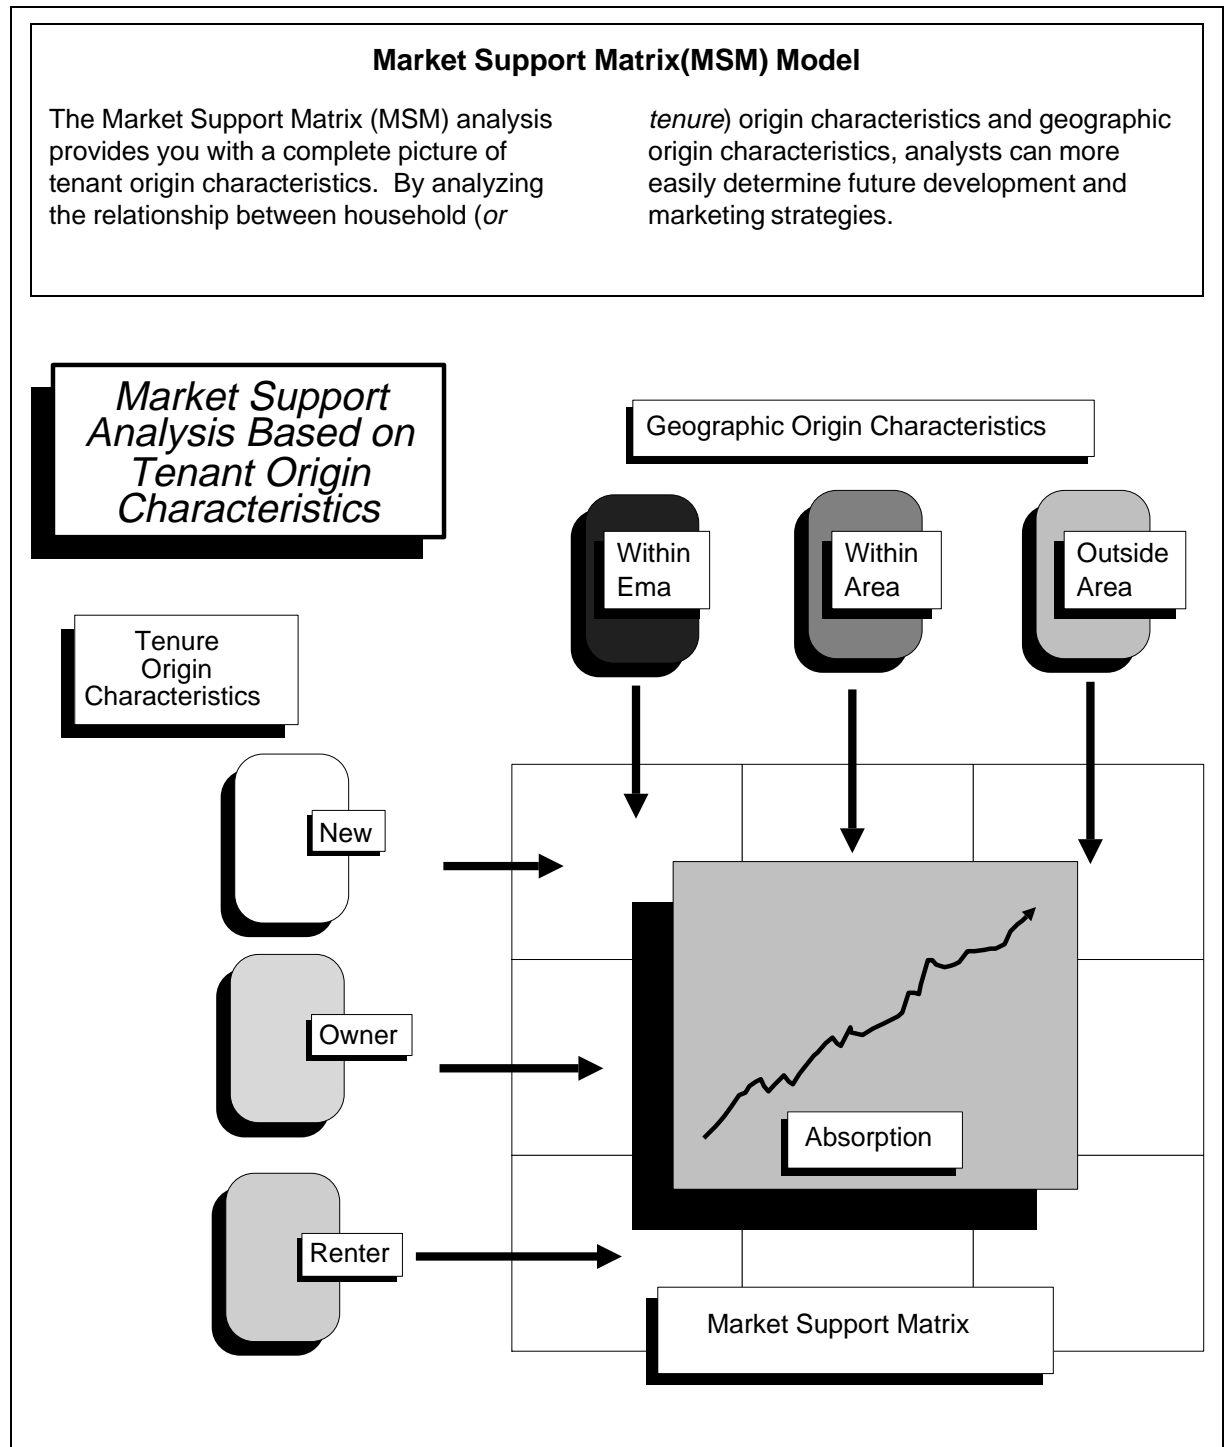 Market Support Matrix(MSM) Model
The Market Support Matrix (MSM) analysis
provides you with a complete picture of
tenant origin characteristics.  By analyzing
the relationship between household (or
tenure) origin characteristics and geographic
origin characteristics, analysts can more
easily determine future development and
marketing strategies.
Market Support
Analysis Based on
Tenant Origin
Characteristics
Geographic Origin Characteristics
Within
Ema
Within
Area
Outside
Area
Tenure
Origin
Characteristics
New
Owner
Absorption
Renter
Market Support Matrix